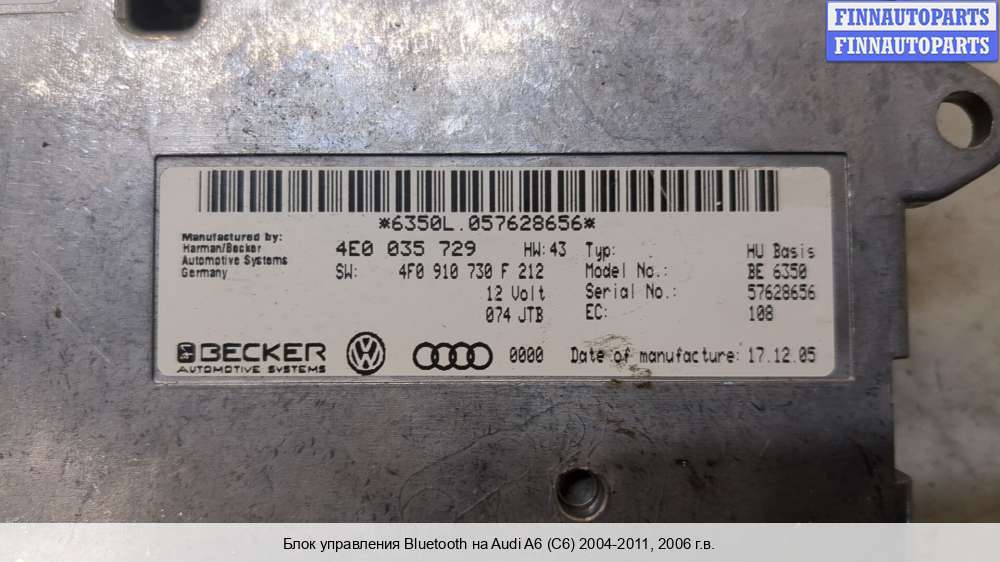 FINNAUTOPARTS
FINNAUTOPARTS
*6350L.057628656*
Manufactured by:
Harman/Becker
Automotive Systems
Germany
4E0 035 729 HW:43
SW: 4F0 910 730 F 212
12 Volt
074 JTB
Typ: HU Basis
Model No.: BE 6350
Serial No.: 57628656
EC: 108
BECKER
AUTOMOTIVE SYSTEMS
0000 Date of manufacture: 17.12.05
Блок управления Bluetooth на Audi A6 (C6) 2004-2011, 2006 г.в.